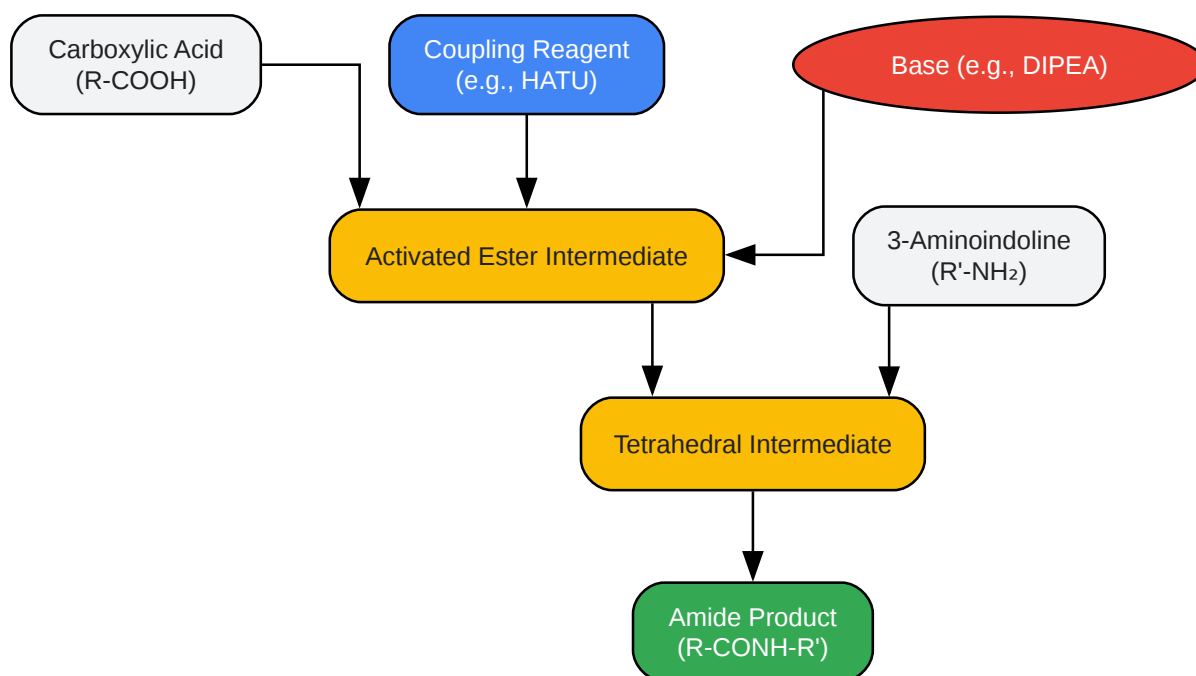 Carboxylic Acid
(R-COOH)
Coupling Reagent
(e.g., HATU)
Base (e.g., DIPEA)
Activated Ester Intermediate
3-Aminoindoline
(R'-NH₂)
Tetrahedral Intermediate
Amide Product
(R-CONH-R')